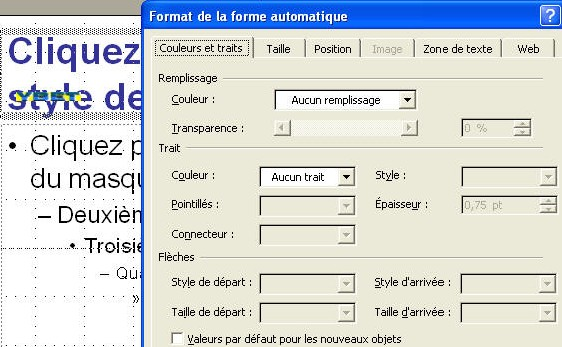 Cliquez
style de
• Cliquez p
du masqu
– Deuxièm
• Troisie
– Qua
»
Format de la forme automatique
?
Couleurs et traits
Taille
Position
Image
Zone de texte
Web
Remplissage
Couleur :
Aucun remplissage
Transparence :
0 %
Trait
Couleur :
Aucun trait
Style :
Pointillés :
Épaisseur :
0,75 pt
Connecteur :
Flèches
Style de départ :
Style d'arrivée :
Taille de départ :
Taille d'arrivée :
Valeurs par défaut pour les nouveaux objets